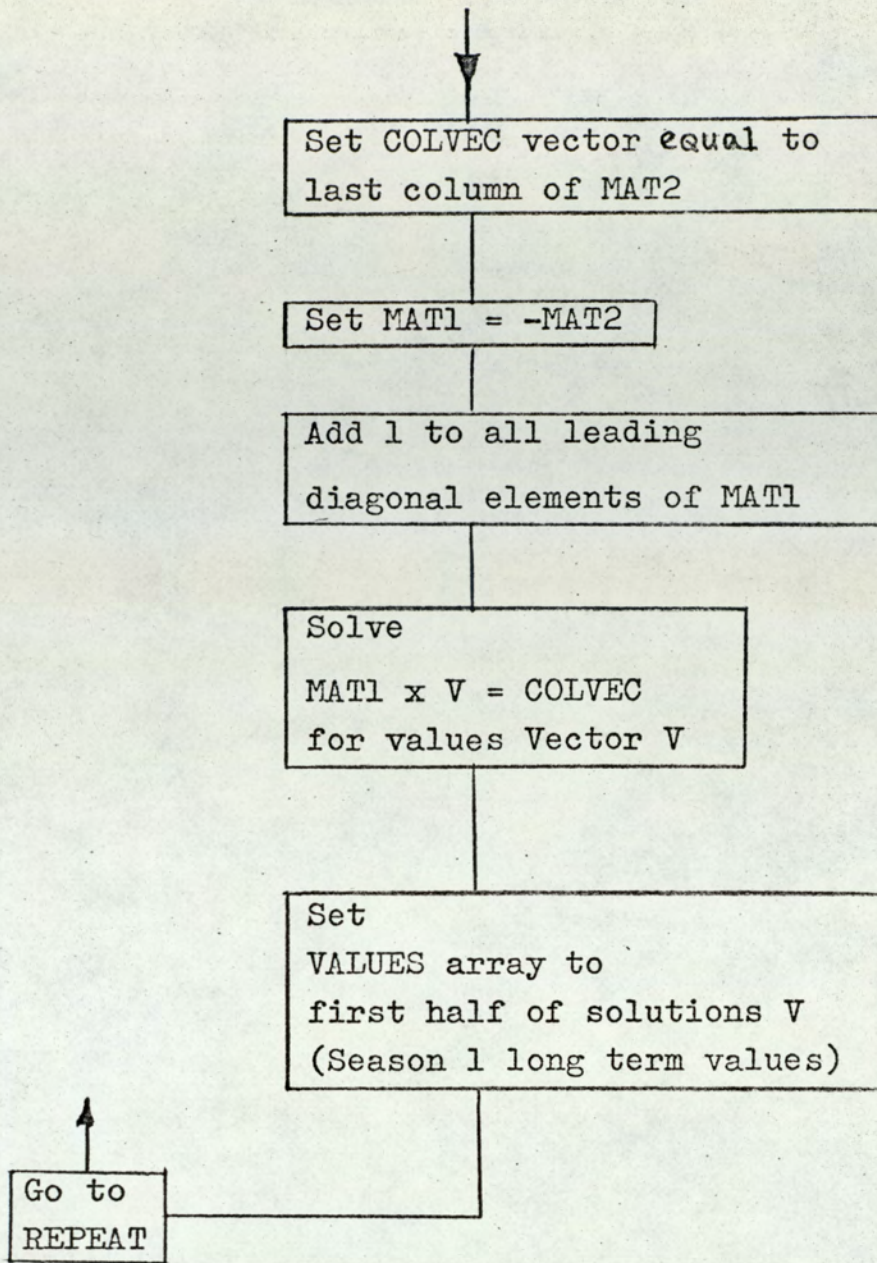 Set COLVEC vector equal to
last column of MAT2
Set MAT1 = -MAT2
Add 1 to all leading
diagonal elements of MAT1
Solve
MAT1 x V = COLVEC
for values Vector V
Set
VALUES array to
first half of solutions V
(Season 1 long term values)
Go to
REPEAT